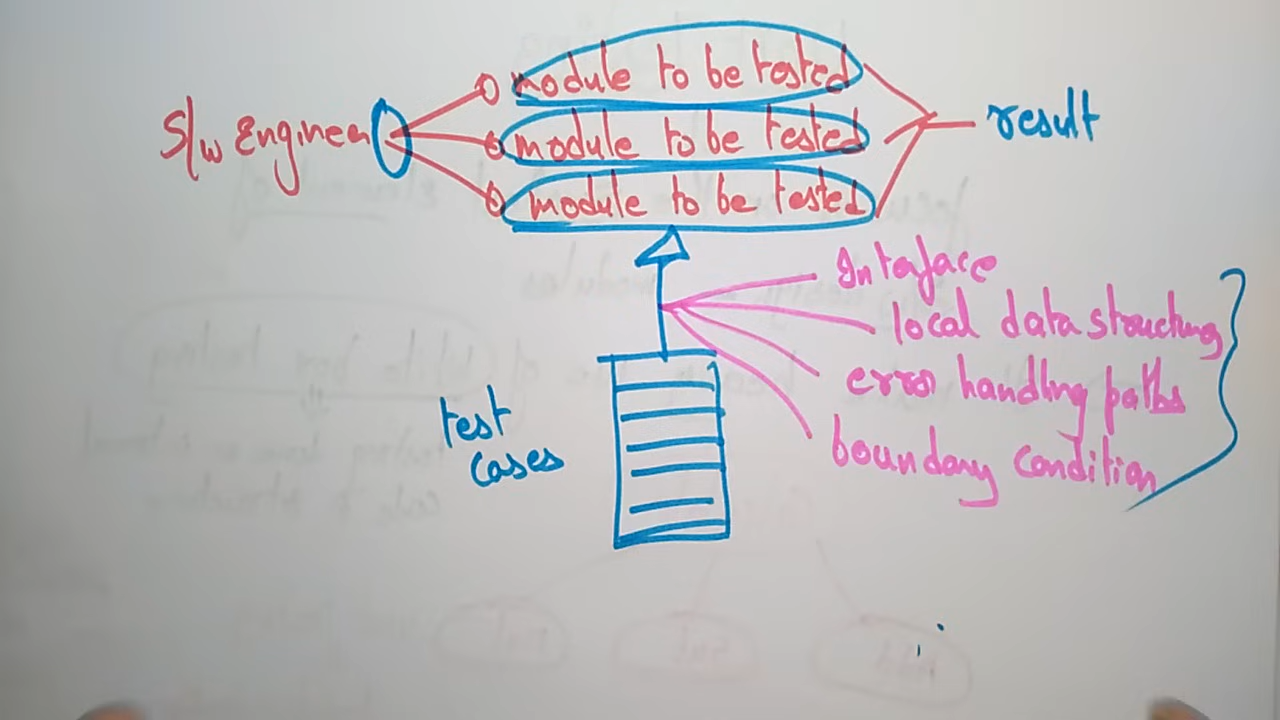 module to be tested
S/w Engineer module to be tested result
module to be tested
Interface
local data structures
error handling paths
boundary condition
test
cases